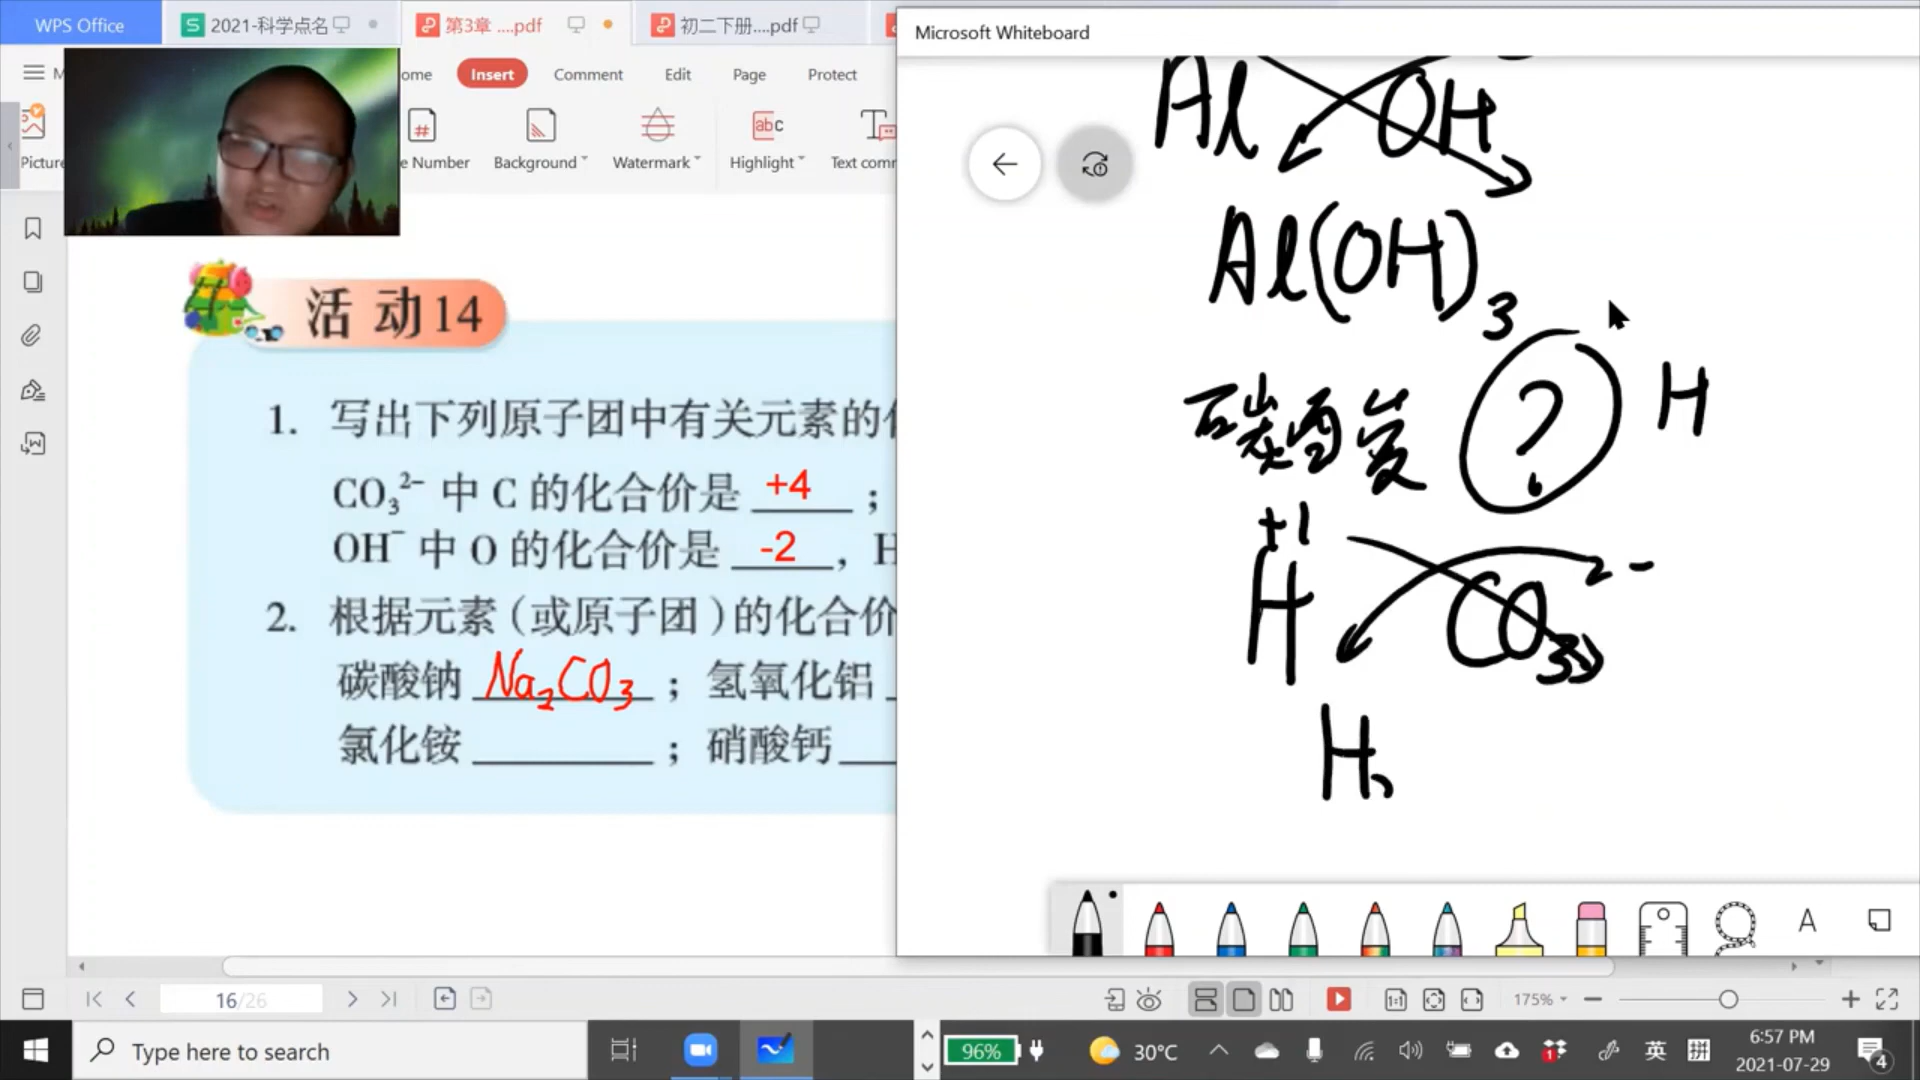 WPS Office
2021-科学点名
第3章 ....pdf
初二下册....pdf
Microsoft Whiteboard
Insert
Comment
Edit
Page
Protect
Picture
Number
Background
Watermark
Highlight
Text comm
Al OH
Al(OH)3
活动14
1. 写出下列原子团中有关元素的
CO₃²⁻ 中 C 的化合价是 +4 ;
OH⁻ 中 O 的化合价是 -2 , H
2. 根据元素(或原子团)的化合价
碳酸钠 Na₂CO₃ ; 氢氧化铝
氯化铵 ; 硝酸钙
碳酸 ? H
+1 2-
H CO3
H
16/26
175%
Type here to search
96%
30°C
英
拼
6:57 PM
2021-07-29
4